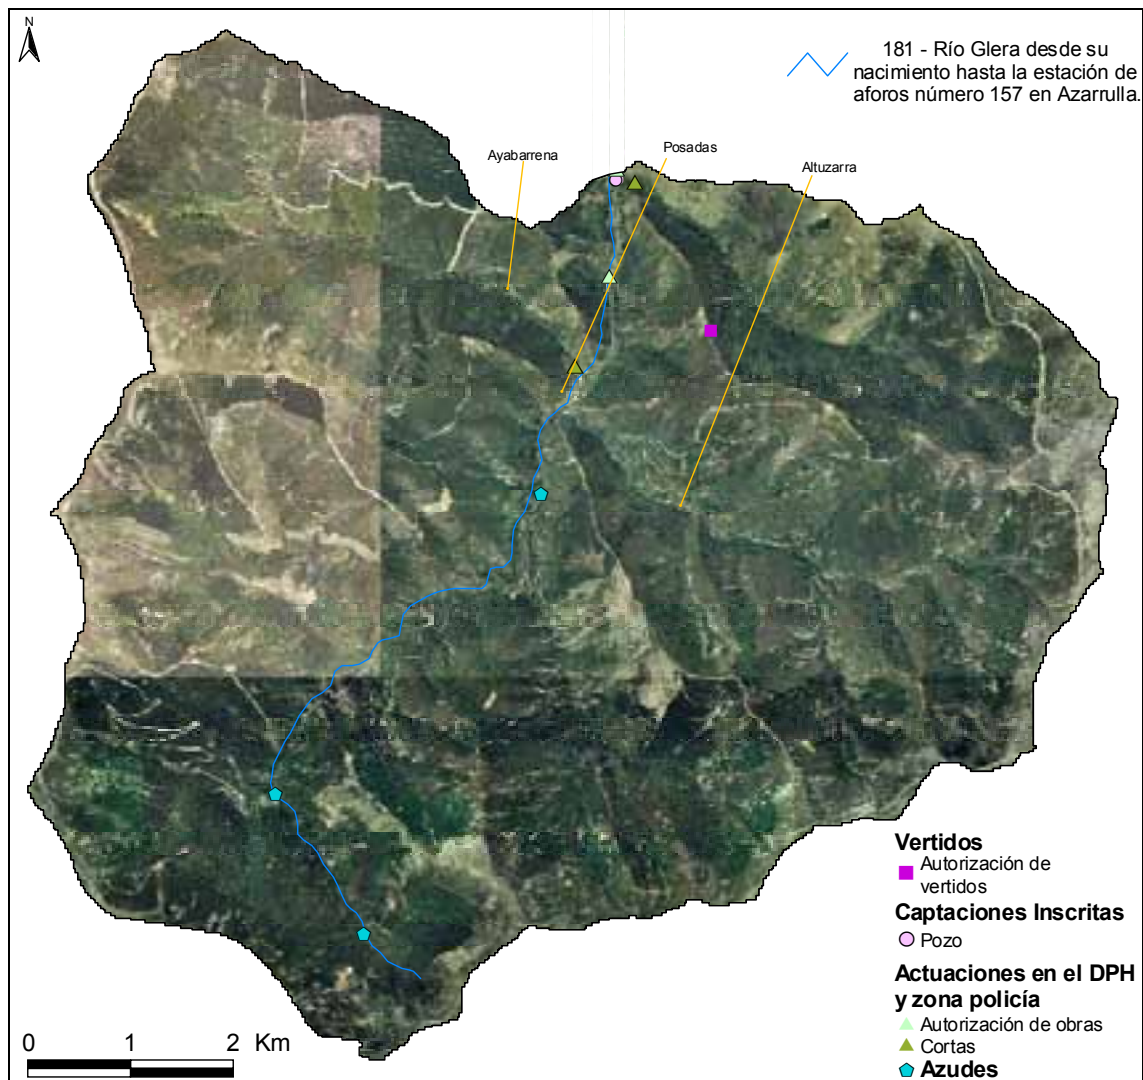 N
181 - Río Glera desde su
nacimiento hasta la estación de
aforos número 157 en Azarrulla.
Ayabarrena
Posadas
Altuzarra
Vertidos
Autorización de
vertidos
Captaciones Inscritas
Pozo
Actuaciones en el DPH
y zona policía
Autorización de obras
Cortas
Azudes
0 1 2 Km